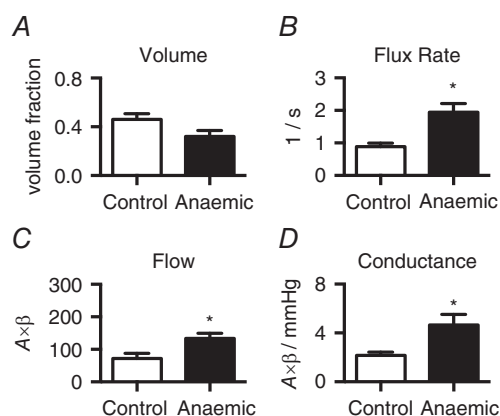 A
Volume
volume fraction
0.8
0.4
0.0
Control Anaemic
B
Flux Rate
*
1 / s
3
2
1
0
Control Anaemic
C
Flow
*
A×β
300
200
100
0
Control Anaemic
D
Conductance
*
A×β / mmHg
8
4
0
Control Anaemic